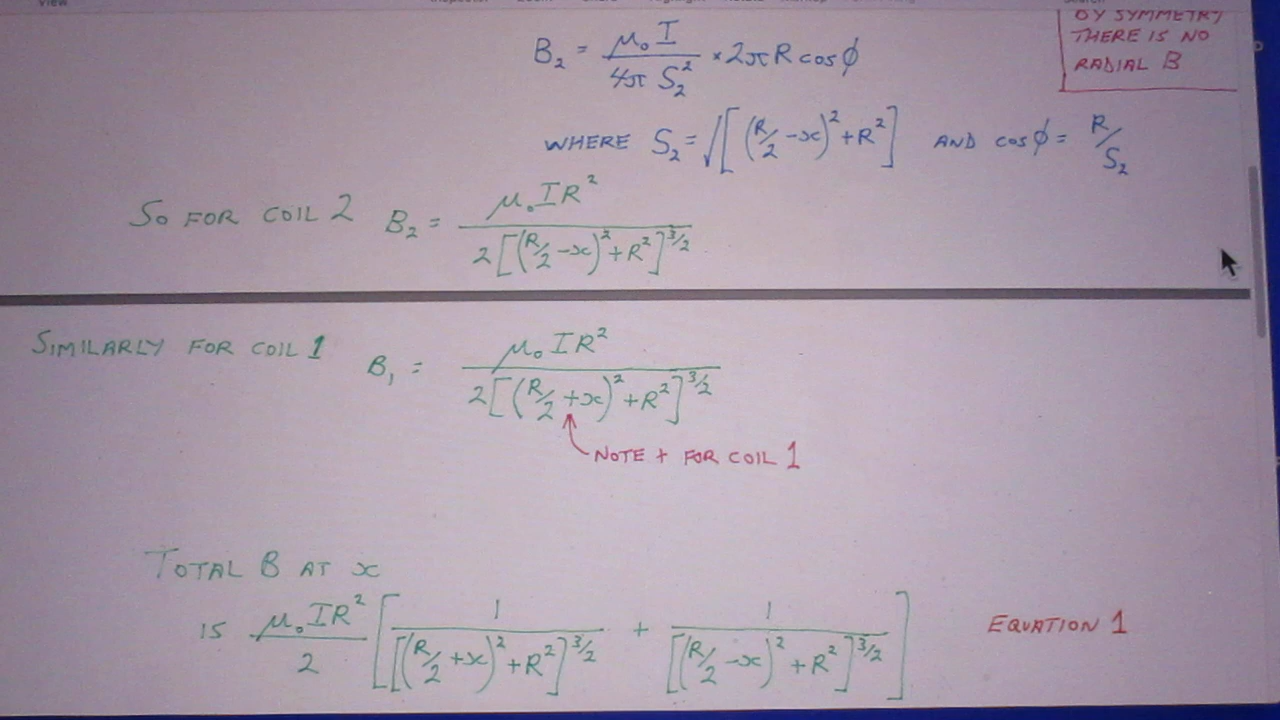 View
BY SYMMETRY
THERE IS NO
RADIAL B
B₂ = μ₀I / 4π S₂² × 2πR cos φ
WHERE S₂ = √[(R/2 - x)² + R²] AND cos φ = R/S₂
SO FOR COIL 2 B₂ = μ₀IR² / 2[(R/2 - x)² + R²]^3/2
SIMILARLY FOR COIL 1 B₁ = μ₀IR² / 2[(R/2 + x)² + R²]^3/2
NOTE + FOR COIL 1
TOTAL B AT x
IS μ₀IR² / 2 [1 / [(R/2 + x)² + R²]^3/2 + 1 / [(R/2 - x)² + R²]^3/2] EQUATION 1